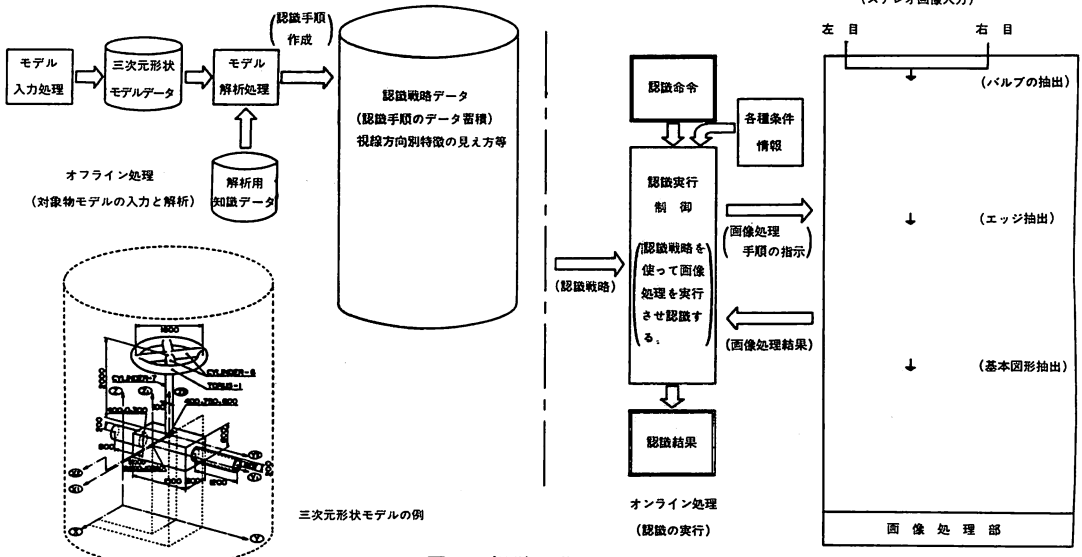 左目
右目
(バルブの抽出)
(エッジ抽出)
(基本図形抽出)
画像処理部
(認識手順
作成)
モデル
入力処理
三次元形状
モデルデータ
モデル
解析処理
解析用
知識データ
オフライン処理
(対象物モデルの入力と解析)
認識戦略データ
(認識手順のデータ蓄積)
視線方向別特徴の見え方等
(認識戦略)
認識命令
各種条件
情報
認識実行
制御
(認識戦略を
使って画像
処理を実行
させ認識す
る。)
(画像処理
手順の指示)
(画像処理結果)
認識結果
オンライン処理
(認識の実行)
CYLINDER-6
TORUS-1
CYLINDER-7
400,750,600
三次元形状モデルの例